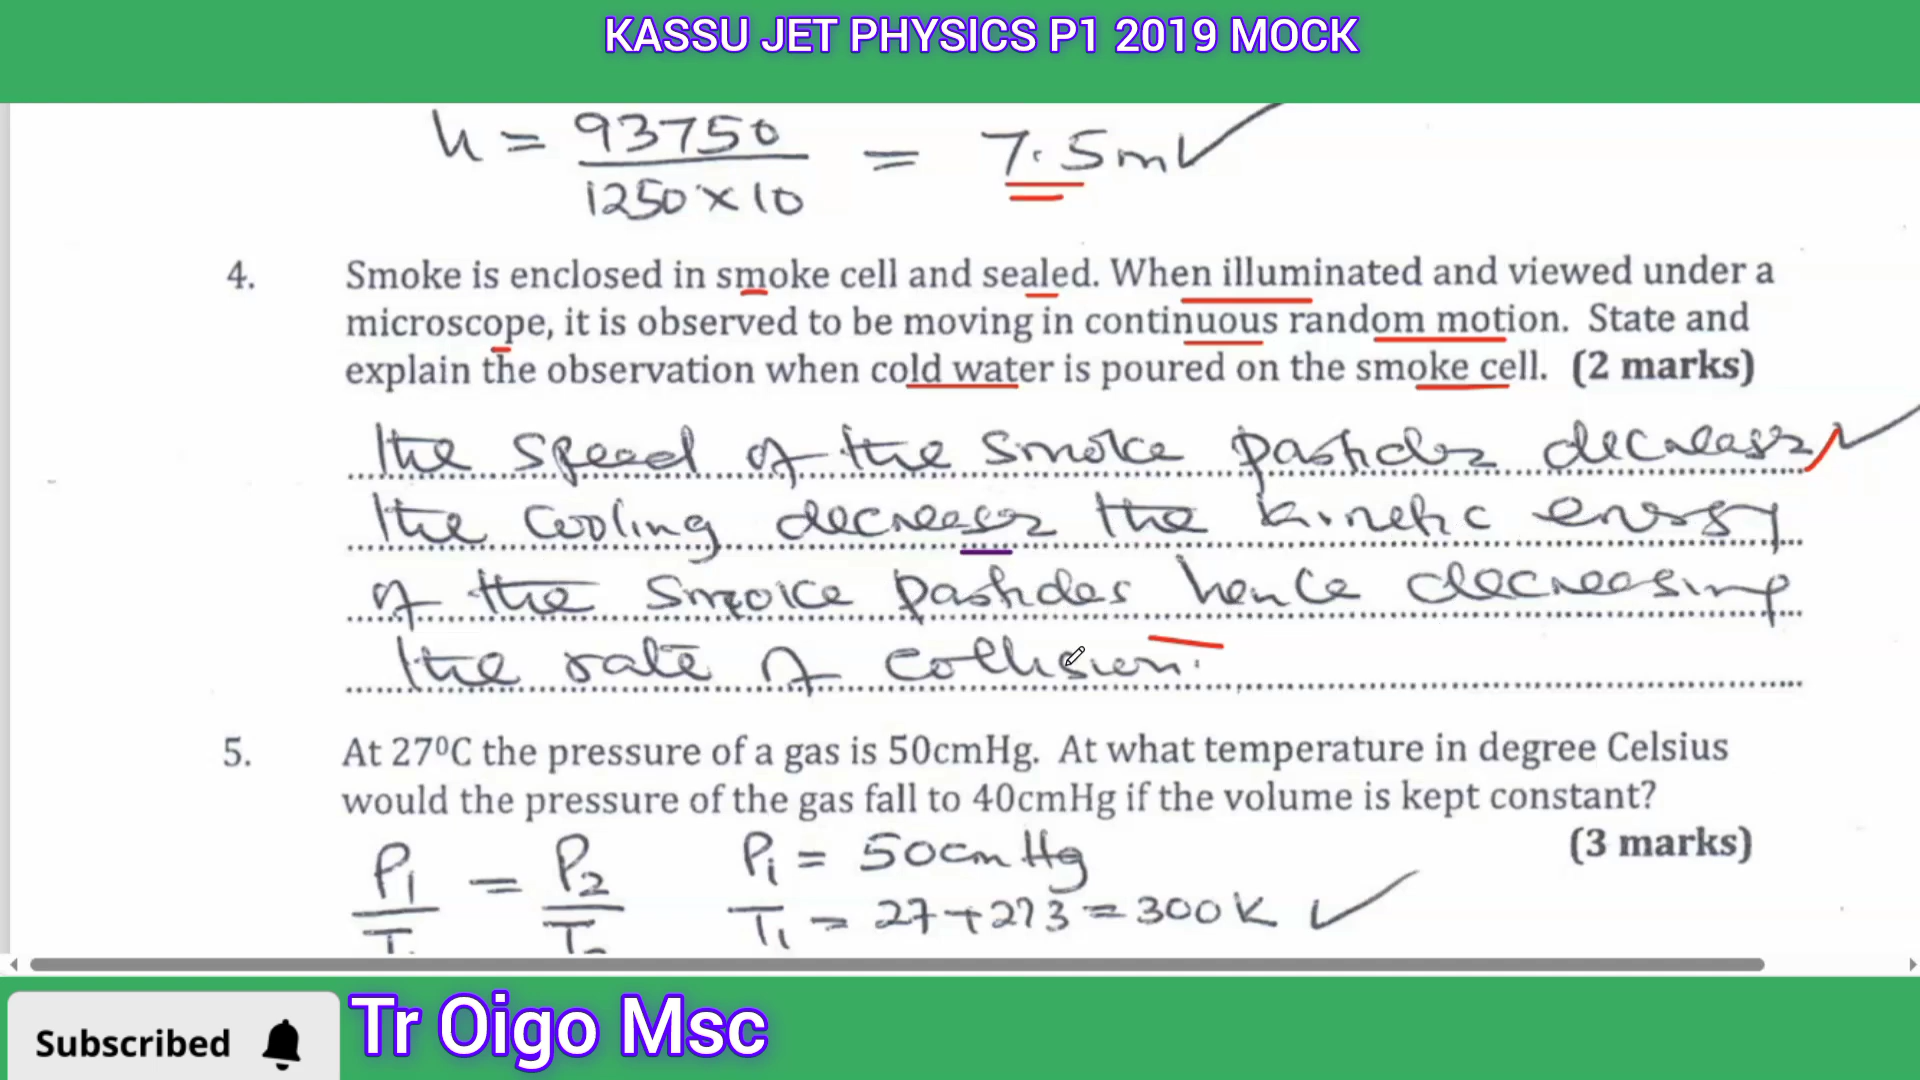 KASSU JET PHYSICS P1 2019 MOCK
h = 93750 / 1250 × 10 = 7.5m
4. Smoke is enclosed in smoke cell and sealed. When illuminated and viewed under a
microscope, it is observed to be moving in continuous random motion. State and
explain the observation when cold water is poured on the smoke cell. (2 marks)
the speed of the smoke particles decreases
the cooling decreases the kinetic energy
of the smoke particles hence decreasing
the rate of collision.
5. At 27⁰C the pressure of a gas is 50cmHg. At what temperature in degree Celsius
would the pressure of the gas fall to 40cmHg if the volume is kept constant?
(3 marks)
P1 = P2 P1 = 50cmHg
T1 = 27+273 = 300K
Subscribed
Tr Oigo Msc